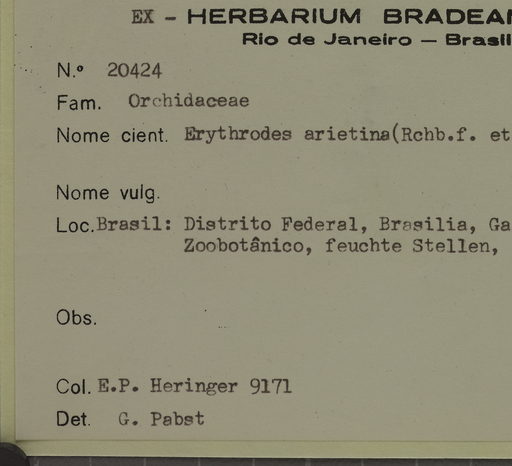 EX - HERBARIUM BRADEAN
Rio de Janeiro — Brasil
N.º 20424
Fam. Orchidaceae
Nome cient. Erythrodes arietina(Rchb.f. et
Nome vulg.
Loc.Brasil: Distrito Federal, Brasilia, Ga
Zoobotânico, feuchte Stellen,
Obs.
Col. E.P. Heringer 9171
Det. G. Pabst